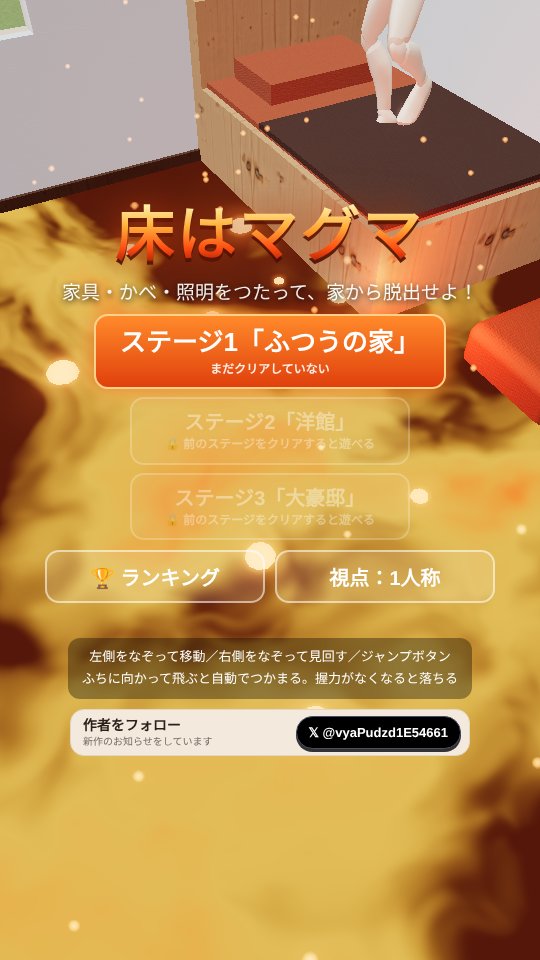 床はマグマ
家具・かべ・照明をつたって、家から脱出せよ！
ステージ1「ふつうの家」
まだクリアしていない
ステージ2「洋館」
🔒 前のステージをクリアすると遊べる
ステージ3「大豪邸」
🔒 前のステージをクリアすると遊べる
🏆 ランキング
視点：1人称
左側をなぞって移動／右側をなぞって見回す／ジャンプボタン
ふちに向かって飛ぶと自動でつかまる。握力がなくなると落ちる
作者をフォロー
新作のお知らせをしています
𝕏 @vyaPudzd1E54661